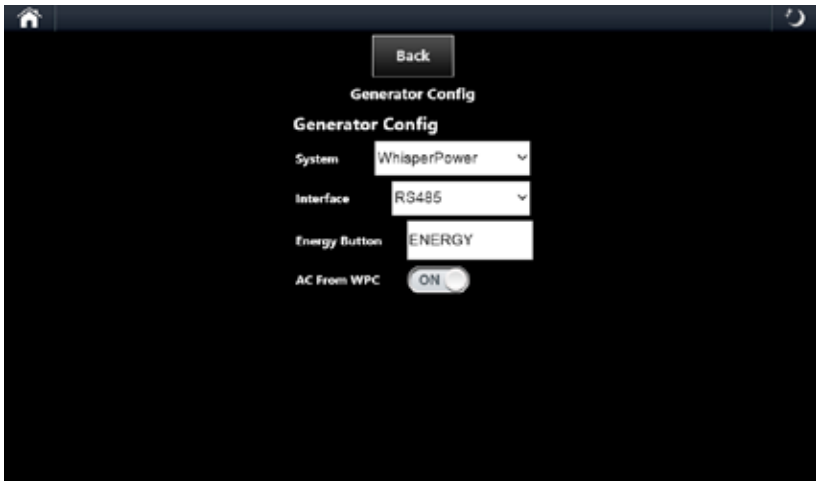 Back
Generator Config
Generator Config
System WhisperPower
Interface RS485
Energy Button ENERGY
AC From WPC ON